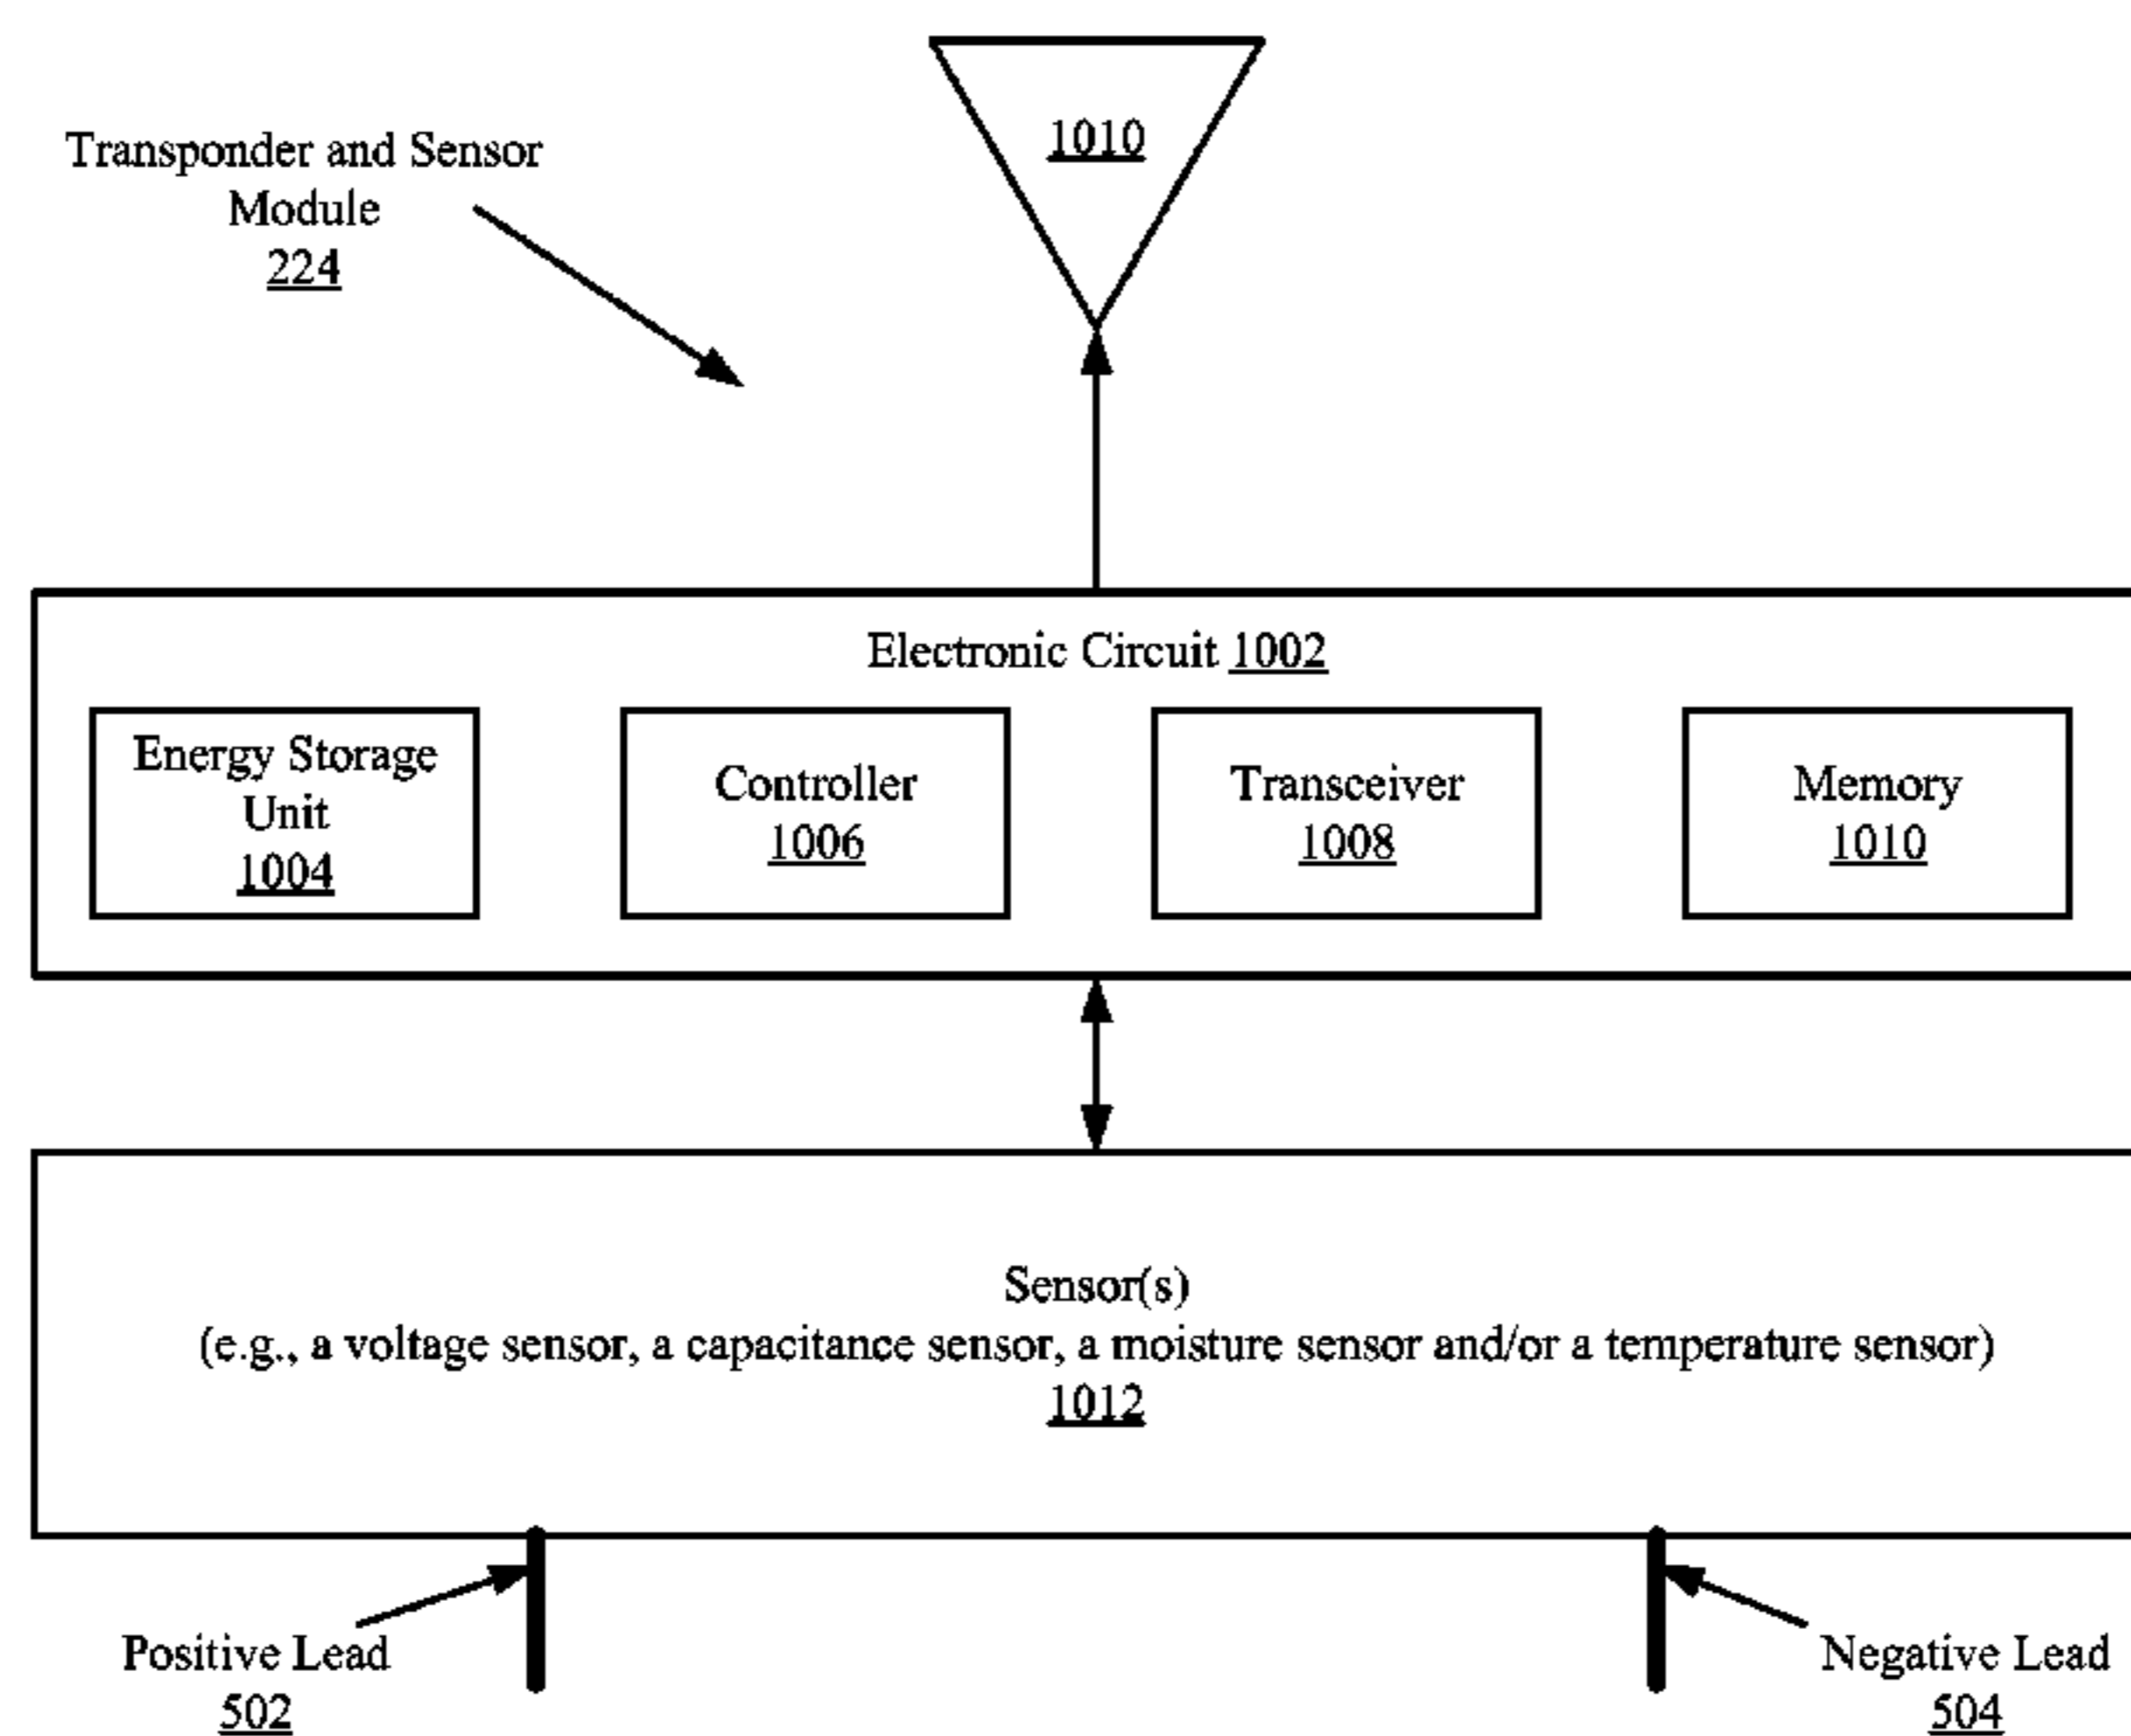 1010
Transponder and Sensor
Module
224
Electronic Circuit 1002
Energy Storage
Unit
1004
Controller
1006
Transceiver
1008
Memory
1010
Sensor(s)
(e.g., a voltage sensor, a capacitance sensor, a moisture sensor and/or a temperature sensor)
1012
Positive Lead
502
Negative Lead
504